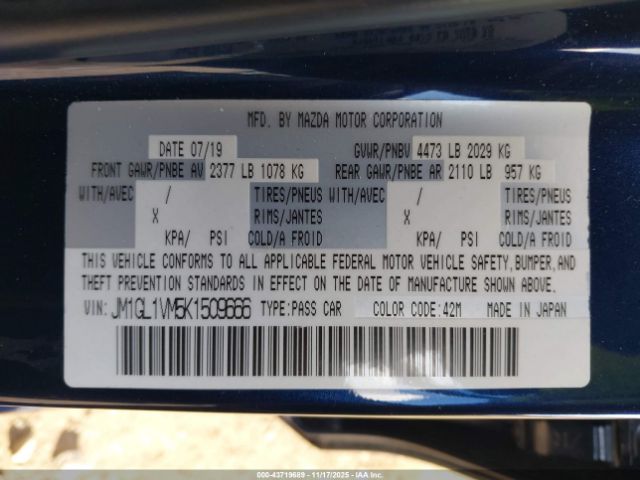 MFD. BY MAZDA MOTOR CORPORATION
DATE 07/19 GVWR/PNBV 4473 LB 2029 KG
FRONT GAWR/PNBE AV 2377 LB 1078 KG REAR GAWR/PNBE AR 2110 LB 957 KG
WITH/AVEC / TIRES/PNEUS WITH/AVEC / TIRES/PNEUS
X RIMS/JANTES X RIMS/JANTES
KPA/ PSI COLD/A FROID KPA/ PSI COLD/A FROID
THIS VEHICLE CONFORMS TO ALL APPLICABLE FEDERAL MOTOR VEHICLE SAFETY, BUMPER, AND
THEFT PREVENTION STANDARDS IN EFFECT ON THE DATE OF MANUFACTURE SHOWN ABOVE.
VIN: JM1GL1VM5K1509666 TYPE: PASS CAR COLOR CODE: 42M MADE IN JAPAN
000-43719689 11/17/2025 IAAI.CA